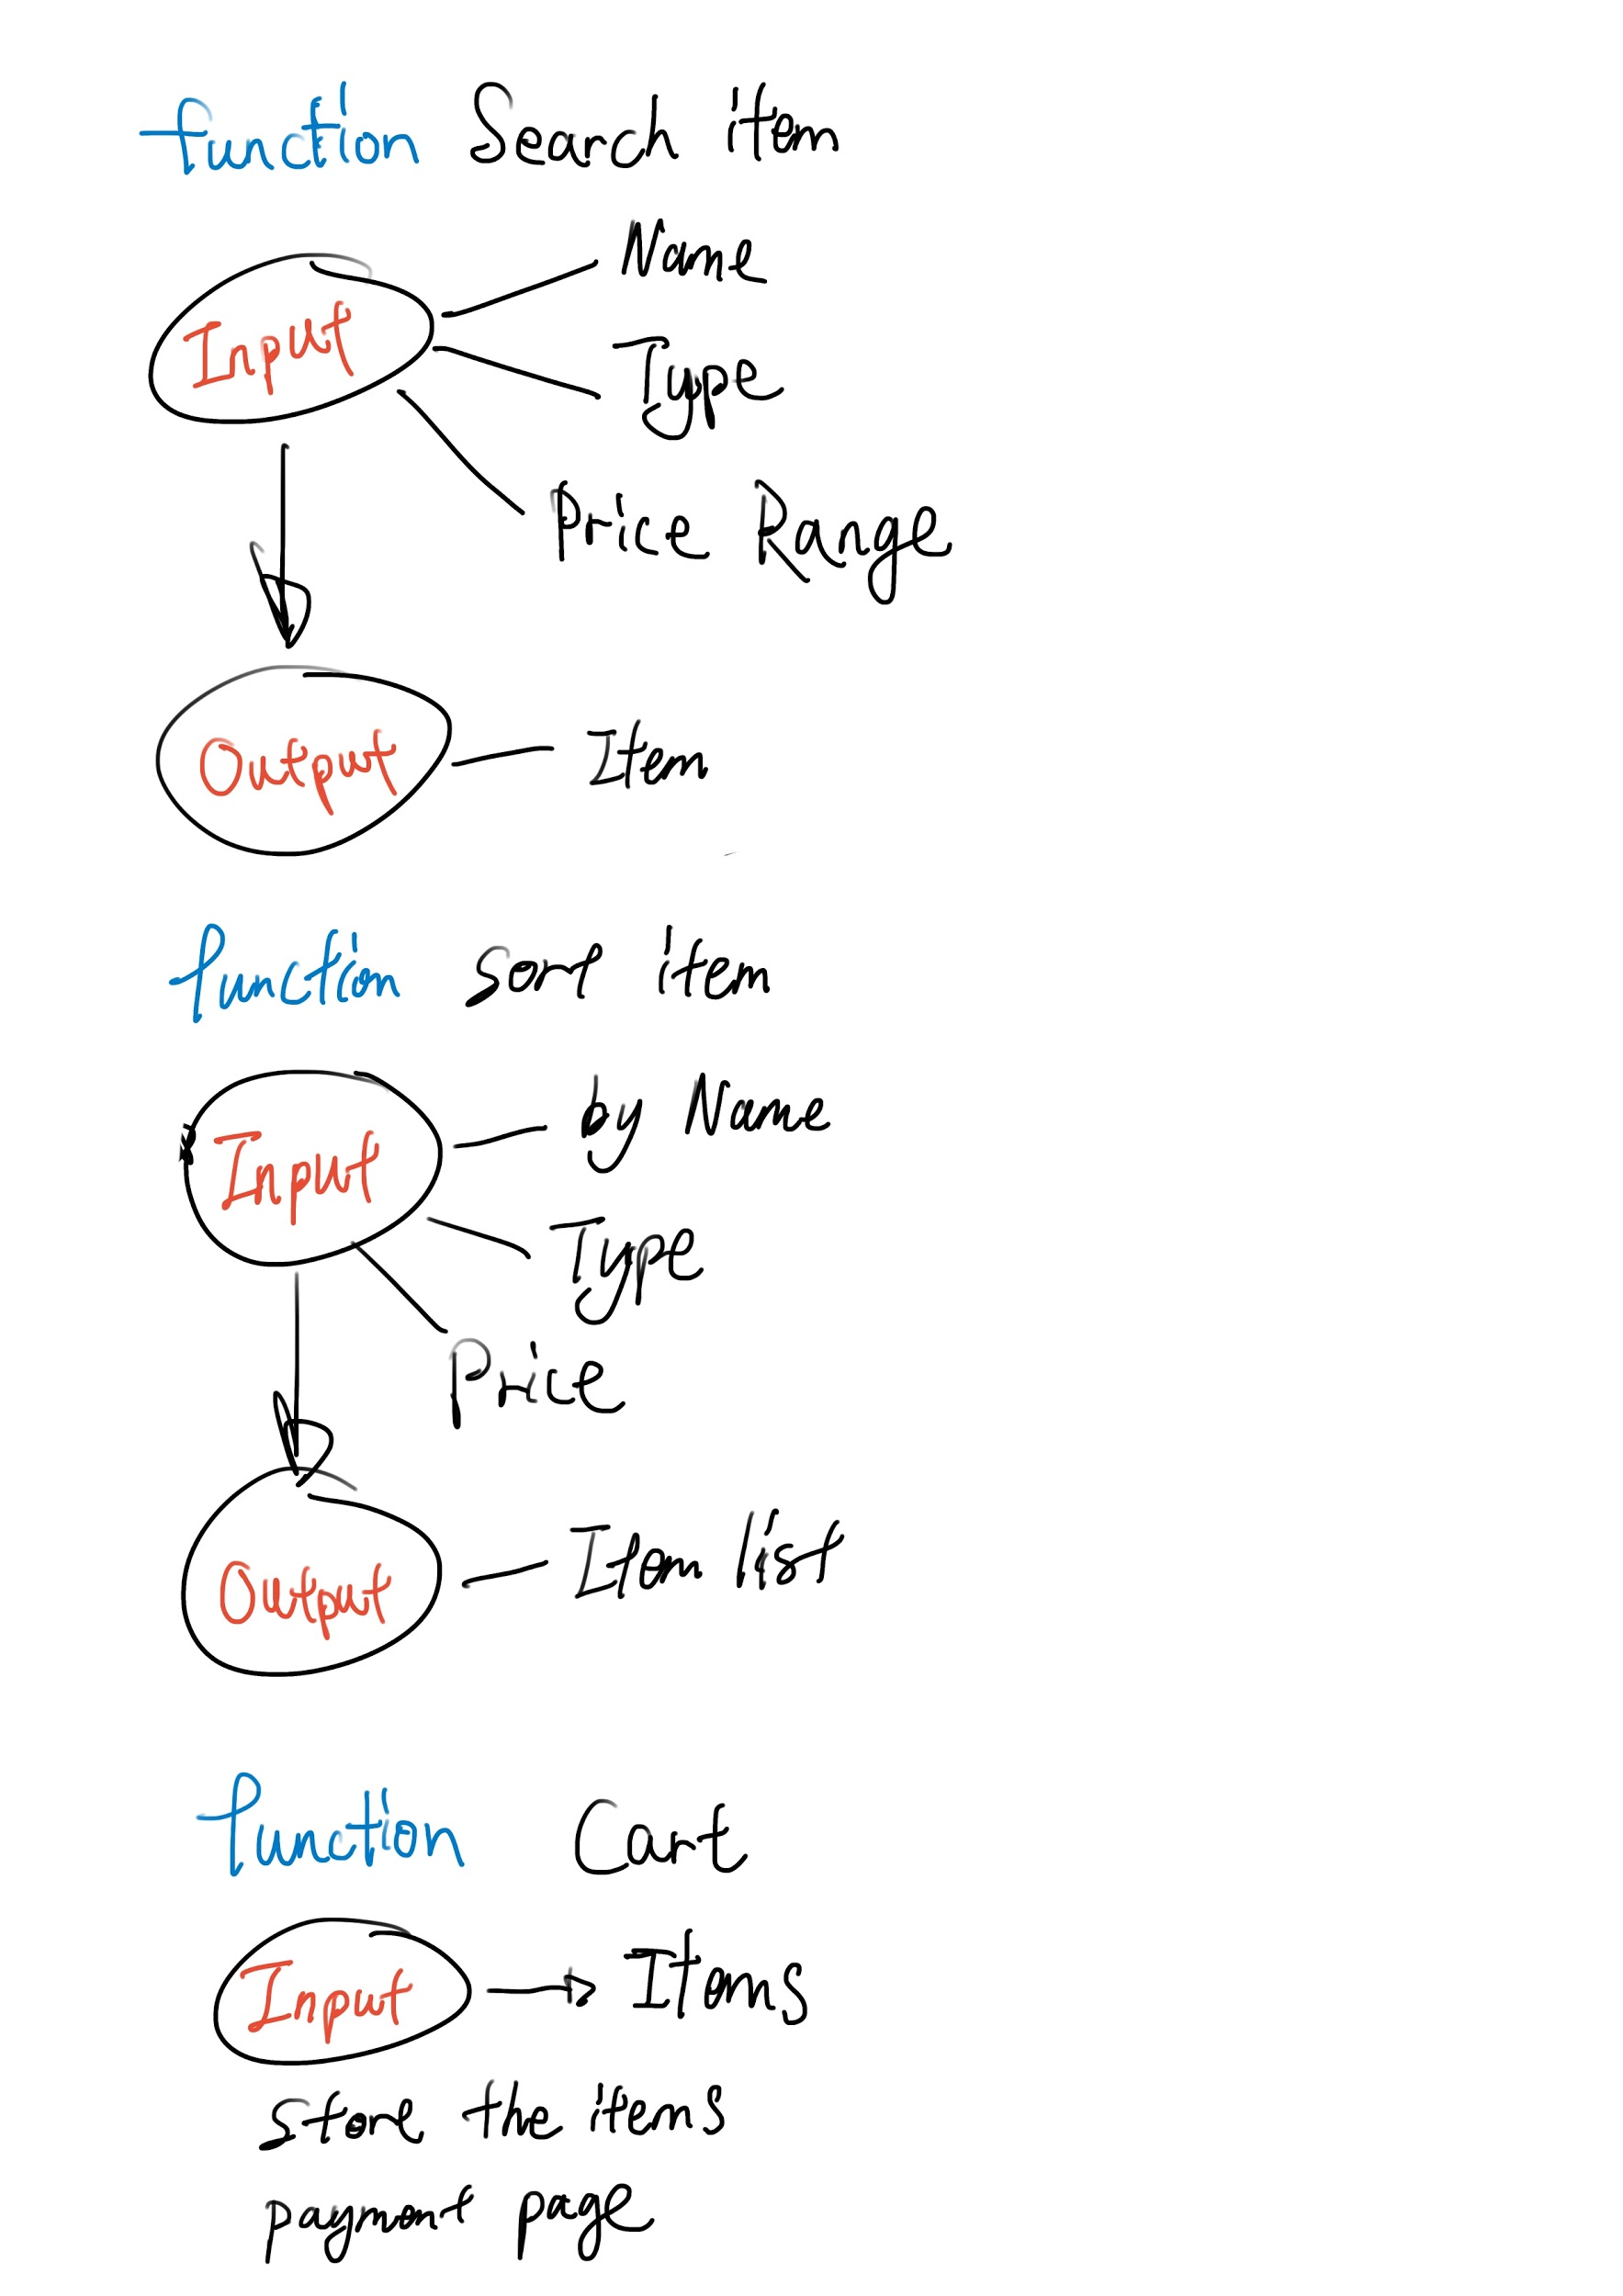 function Search item
Name
Input
Type
Price Range
Output
Item
function sort item
by Name
Input
Type
Price
Output
Item list
function Cart
Input
Items
store the items
payment page